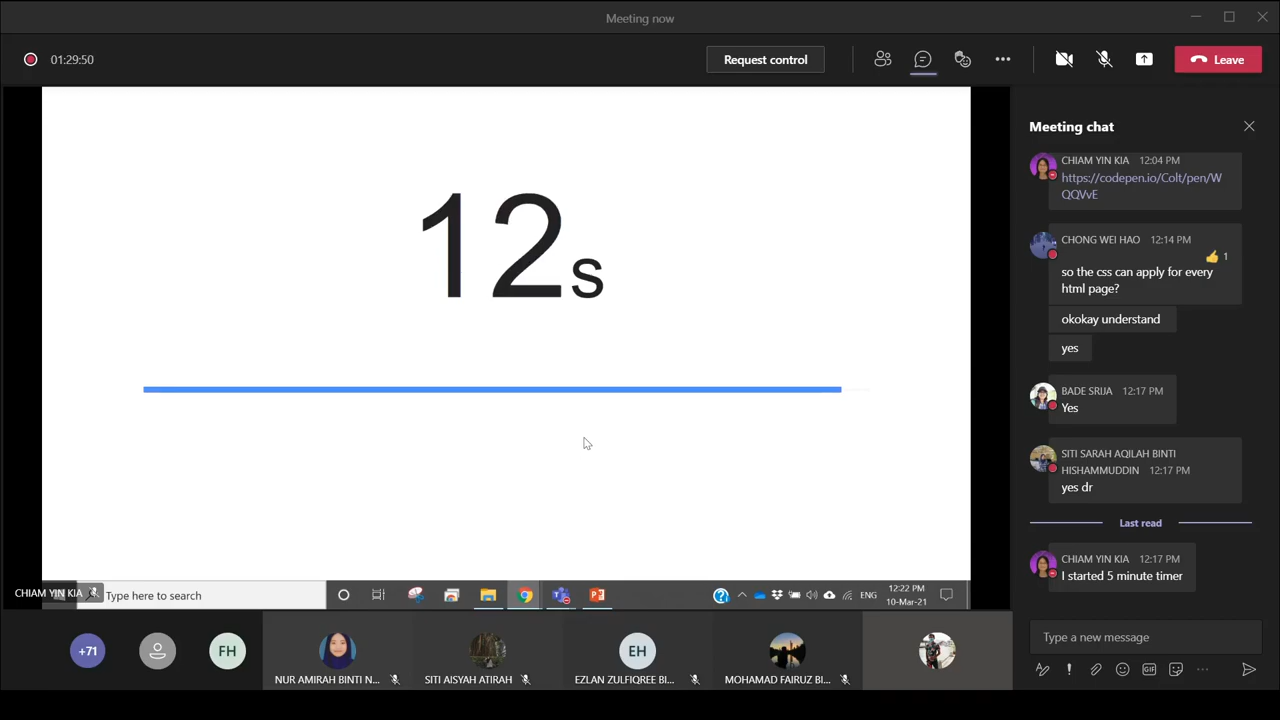 Meeting now
01:29:50
Request control
Leave
12s
Meeting chat
CHIAM YIN KIA 12:04 PM
https://codepen.io/Colt/pen/W
QQVvE
CHONG WEI HAO 12:14 PM
👍 1
so the css can apply for every
html page?
okokay understand
yes
BADE SRIJA 12:17 PM
Yes
SITI SARAH AQILAH BINTI
HISHAMMUDDIN 12:17 PM
yes dr
Last read
CHIAM YIN KIA 12:17 PM
I started 5 minute timer
Type a new message
CHIAM YIN KIA
Type here to search
ENG
12:22 PM
10-Mar-21
+71
FH
NUR AMIRAH BINTI N...
SITI AISYAH ATIRAH
EH
EZLAN ZULFIQREE BI...
MOHAMAD FAIRUZ BI...
GIF